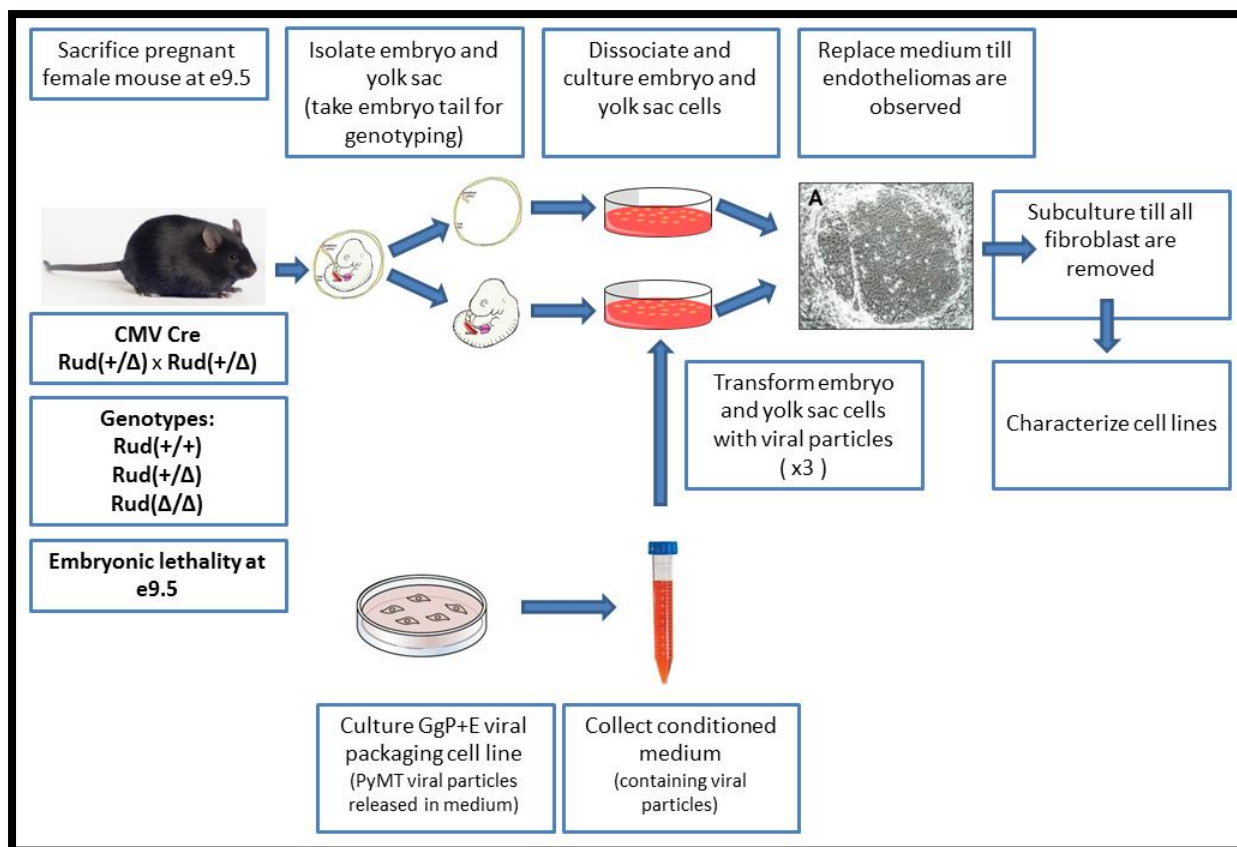 Sacrifice pregnant
female mouse at e9.5
Isolate embryo and
yolk sac
(take embryo tail for
genotyping)
Dissociate and
culture embryo and
yolk sac cells
Replace medium till
endotheliomas are
observed
A
Subculture till all
fibroblast are
removed
CMV Cre
Rud(+/Δ) x Rud(+/Δ)
Genotypes:
Rud(+/+)
Rud(+/Δ)
Rud(Δ/Δ)
Embryonic lethality at
e9.5
Transform embryo
and yolk sac cells
with viral particles
( x3 )
Characterize cell lines
Culture GgP+E viral
packaging cell line
(PyMT viral particles
released in medium)
Collect conditioned
medium
(containing viral
particles)